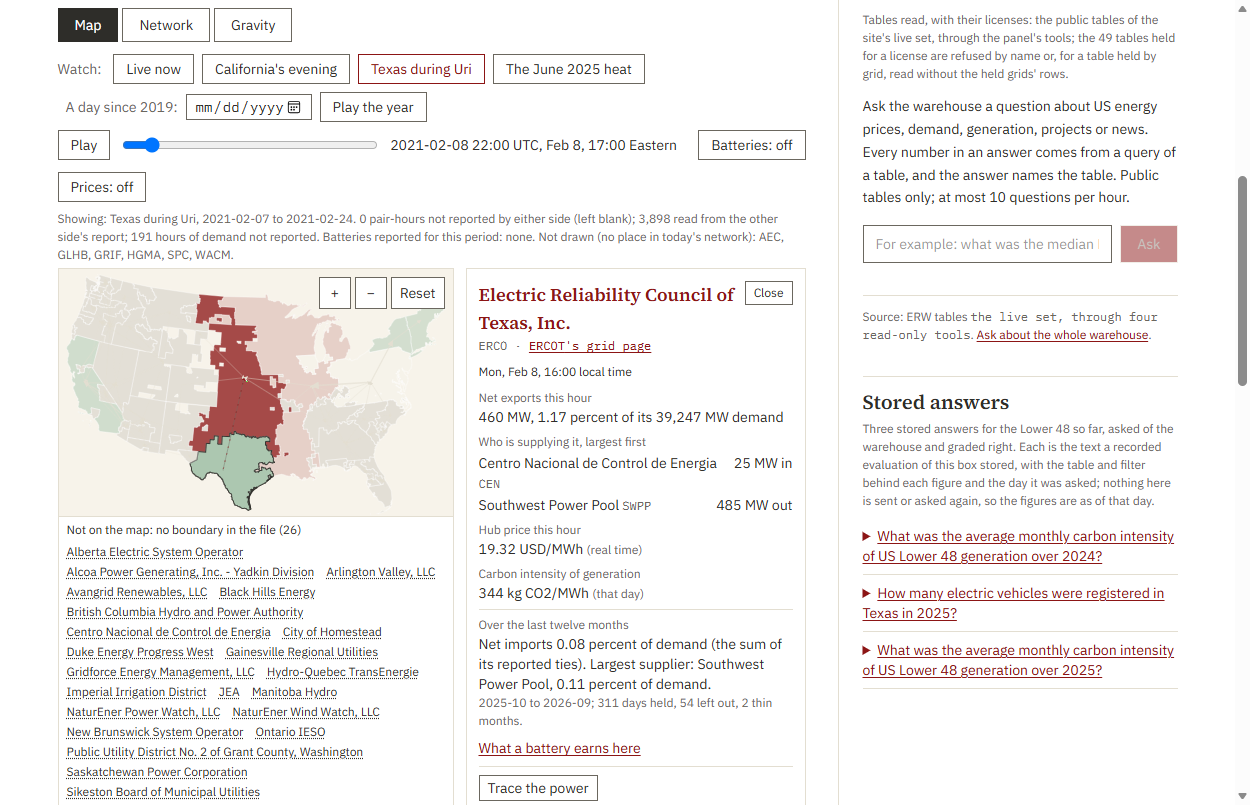 Map
Network
Gravity
Watch:
Live now
California's evening
Texas during Uri
The June 2025 heat
A day since 2019:
mm/dd/yyyy
Play the year
Play
2021-02-08 22:00 UTC, Feb 8, 17:00 Eastern
Batteries: off
Prices: off
Showing: Texas during Uri, 2021-02-07 to 2021-02-24. 0 pair-hours not reported by either side (left blank); 3,898 read from the other
side's report; 191 hours of demand not reported. Batteries reported for this period: none. Not drawn (no place in today's network): AEC,
GLHB, GRIF, HGMA, SPC, WACM.
+
−
Reset
Not on the map: no boundary in the file (26)
Alberta Electric System Operator
Alcoa Power Generating, Inc. - Yadkin Division
Arlington Valley, LLC
Avangrid Renewables, LLC
Black Hills Energy
British Columbia Hydro and Power Authority
Centro Nacional de Control de Energia
City of Homestead
Duke Energy Progress West
Gainesville Regional Utilities
Gridforce Energy Management, LLC
Hydro-Quebec TransEnergie
Imperial Irrigation District
JEA
Manitoba Hydro
NaturEner Power Watch, LLC
NaturEner Wind Watch, LLC
New Brunswick System Operator
Ontario IESO
Public Utility District No. 2 of Grant County, Washington
Saskatchewan Power Corporation
Sikeston Board of Municipal Utilities
Electric Reliability Council of
Texas, Inc.
Close
ERCO · ERCOT's grid page
Mon, Feb 8, 16:00 local time
Net exports this hour
460 MW, 1.17 percent of its 39,247 MW demand
Who is supplying it, largest first
Centro Nacional de Control de Energia
CEN
25 MW in
Southwest Power Pool SWPP
485 MW out
Hub price this hour
19.32 USD/MWh (real time)
Carbon intensity of generation
344 kg CO2/MWh (that day)
Over the last twelve months
Net imports 0.08 percent of demand (the sum of
its reported ties). Largest supplier: Southwest
Power Pool, 0.11 percent of demand.
2025-10 to 2026-09; 311 days held, 54 left out, 2 thin
months.
What a battery earns here
Trace the power
Tables read, with their licenses: the public tables of the
site's live set, through the panel's tools; the 49 tables held
for a license are refused by name or, for a table held by
grid, read without the held grids' rows.
Ask the warehouse a question about US energy
prices, demand, generation, projects or news.
Every number in an answer comes from a query of
a table, and the answer names the table. Public
tables only; at most 10 questions per hour.
For example: what was the median
Ask
Source: ERW tables the live set, through four
read-only tools. Ask about the whole warehouse.
Stored answers
Three stored answers for the Lower 48 so far, asked of the
warehouse and graded right. Each is the text a recorded
evaluation of this box stored, with the table and filter
behind each figure and the day it was asked; nothing here
is sent or asked again, so the figures are as of that day.
What was the average monthly carbon intensity
of US Lower 48 generation over 2024?
How many electric vehicles were registered in
Texas in 2025?
What was the average monthly carbon intensity
of US Lower 48 generation over 2025?